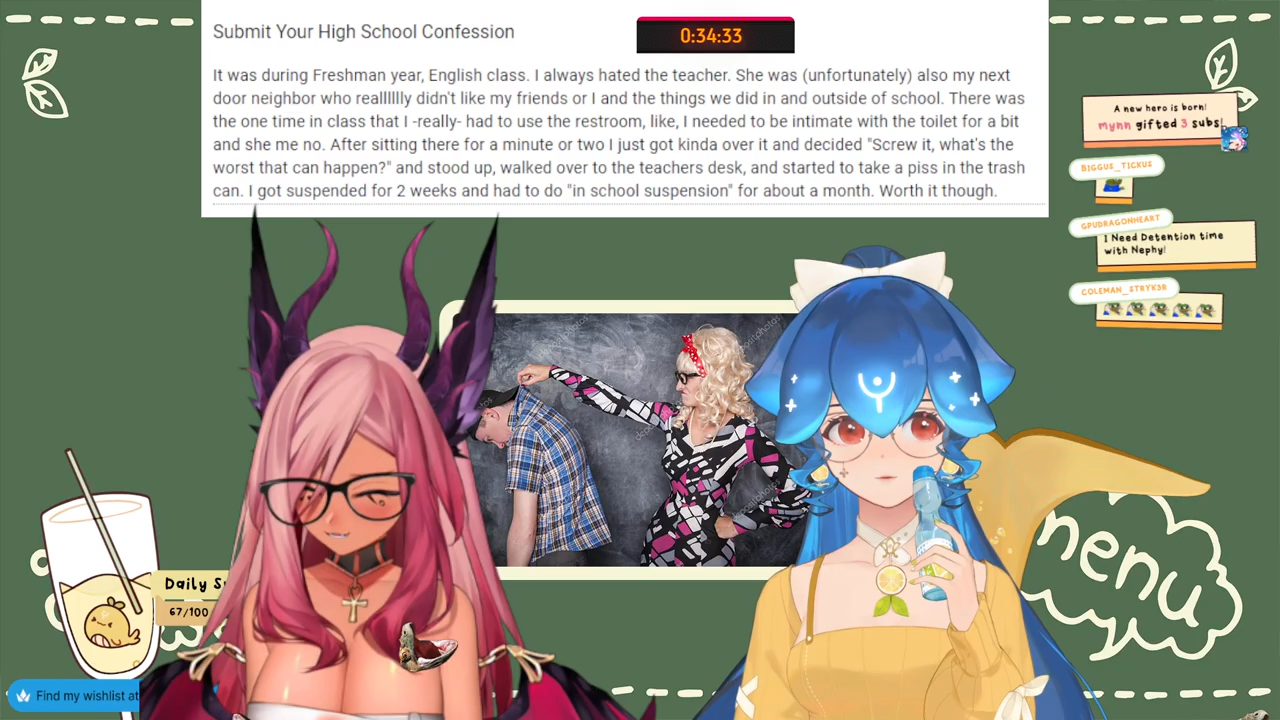 Submit Your High School Confession
0:34:33
It was during Freshman year, English class. I always hated the teacher. She was (unfortunately) also my next
door neighbor who realllllly didn't like my friends or I and the things we did in and outside of school. There was
the one time in class that I -rally- had to use the restroom, like, I needed to be intimate with the toilet for a bit
and she me no. After sitting there for a minute or two I just got kinda over it and decided "Screw it, what's the
worst that can happen?" and stood up, walked over to the teachers desk, and started to take a piss in the trash
can. I got suspended for 2 weeks and had to do "in school suspension" for about a month. Worth it though.
A new hero is born!
mynn gifted 3 subs!
BIGGUS_TICKUS
GPUDRAGONHEART
I Need Detention time
with Nephy!
COLEMAN_STRYK3R
menu
Daily S
67/100
Find my wishlist at